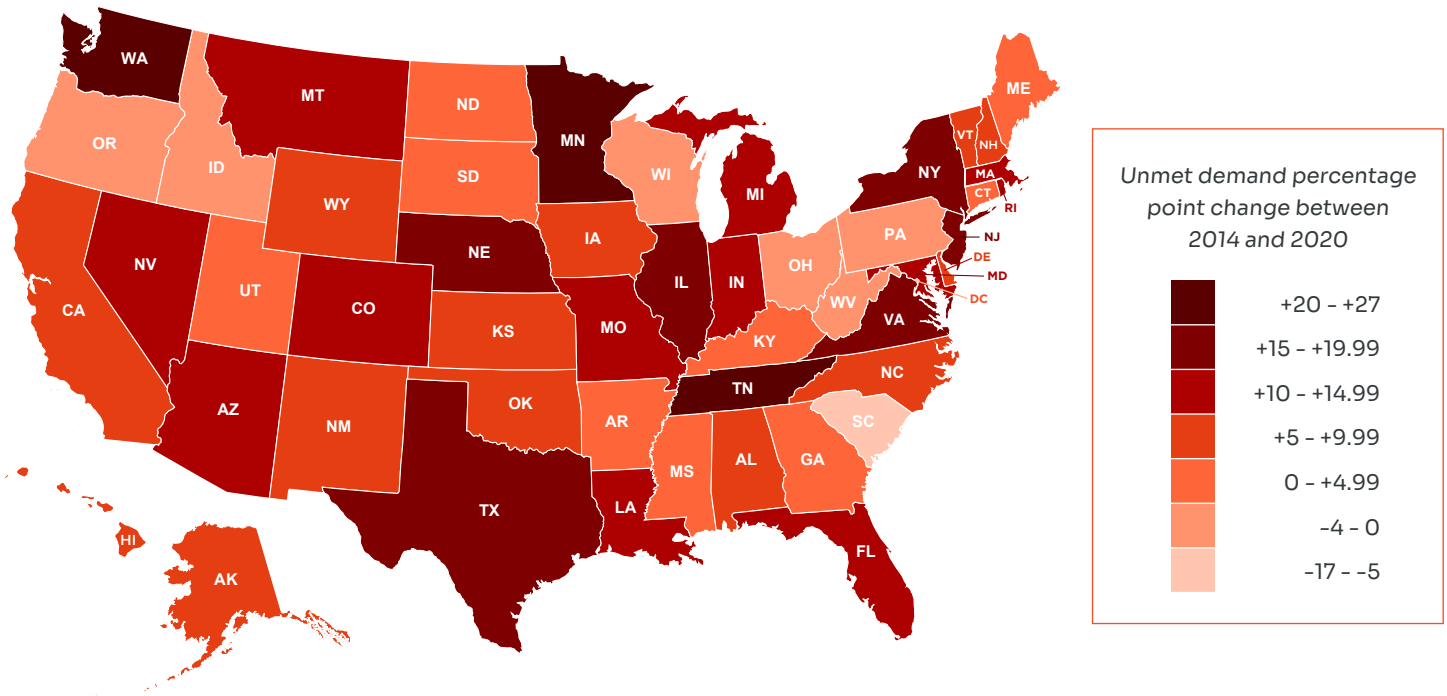 WA
MT
ND
MN
ME
OR
ID
SD
WI
MI
NY
VT
NH
MA
CT
RI
WY
IA
NE
PA
NJ
DE
MD
DC
NV
UT
CO
CA
KS
MO
IL
IN
OH
WV
VA
KY
NC
TN
AZ
NM
OK
AR
SC
MS
AL
GA
TX
LA
FL
HI
AK
Unmet demand percentage
point change between
2014 and 2020
+20 - +27
+15 - +19.99
+10 - +14.99
+5 - +9.99
0 - +4.99
-4 - 0
-17 - -5